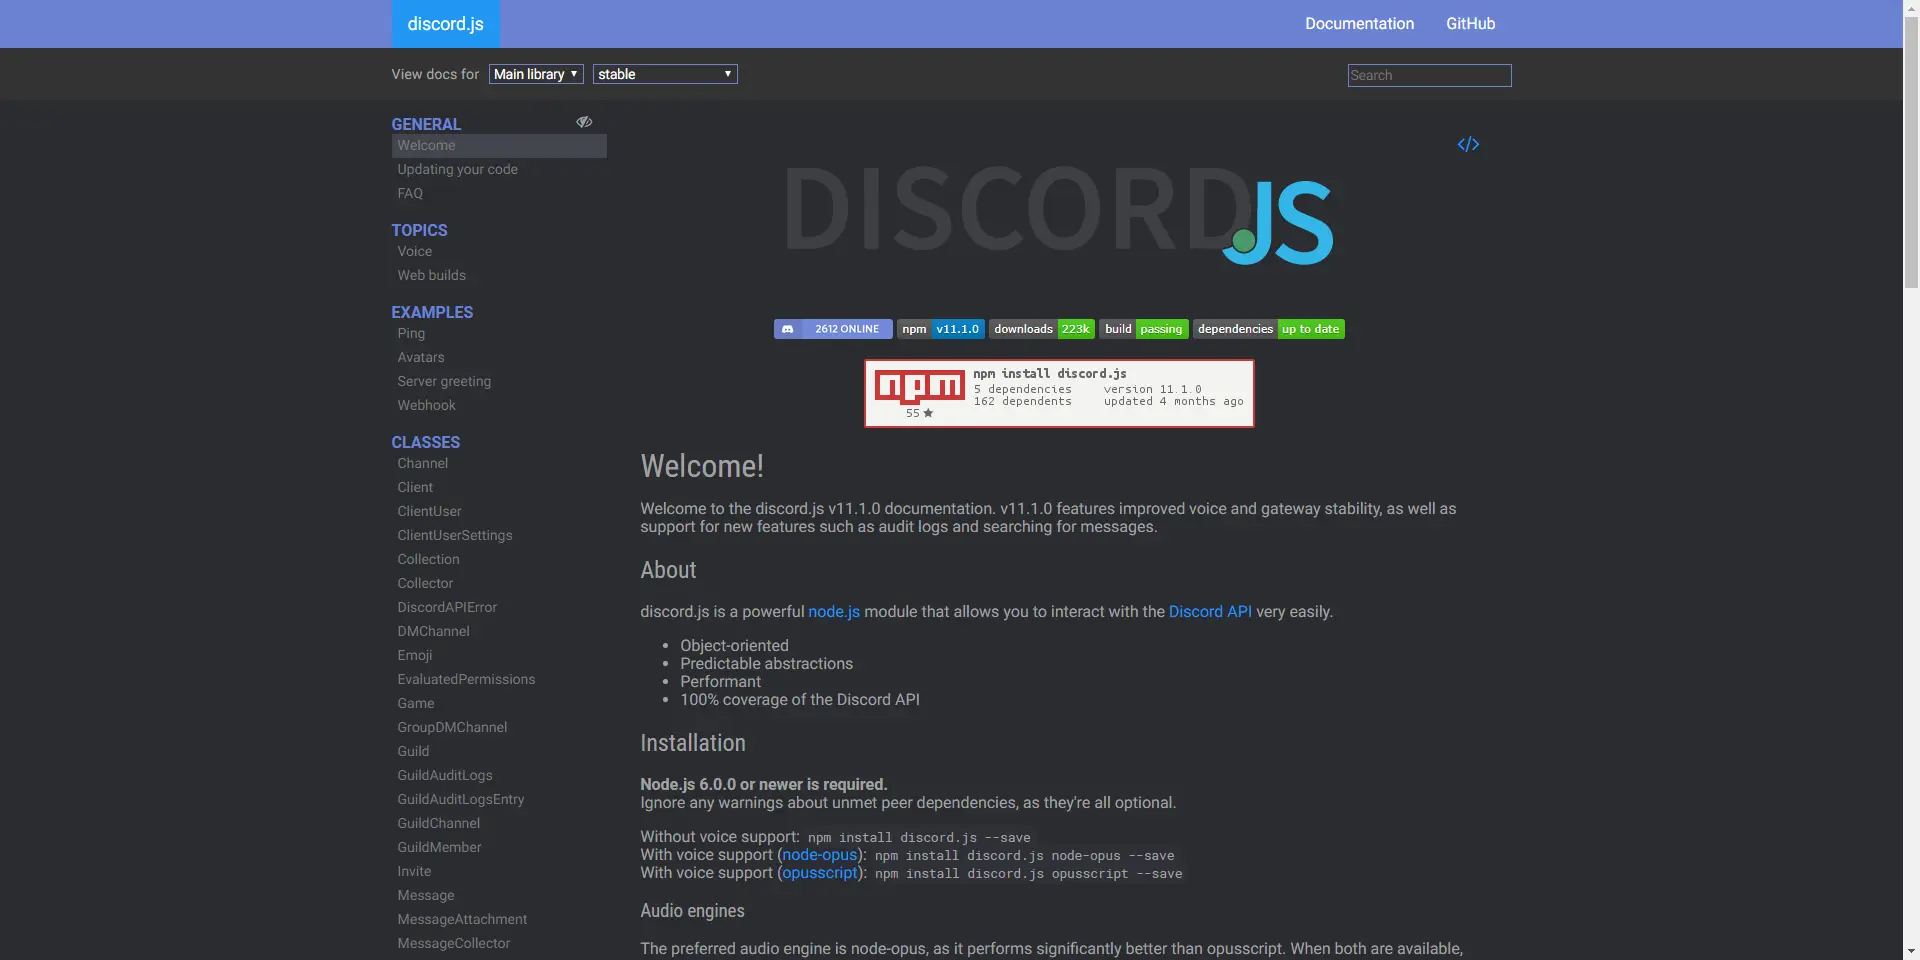 discord.js
Documentation
GitHub
View docs for
Main library
stable
Search
GENERAL
Welcome
Updating your code
FAQ
TOPICS
Voice
Web builds
EXAMPLES
Ping
Avatars
Server greeting
Webhook
CLASSES
Channel
Client
ClientUser
ClientUserSettings
Collection
Collector
DiscordAPIError
DMChannel
Emoji
EvaluatedPermissions
Game
GroupDMChannel
Guild
GuildAuditLogs
GuildAuditLogsEntry
GuildChannel
GuildMember
Invite
Message
MessageAttachment
MessageCollector
</>
DISCORD.JS
2612 ONLINE
npm v11.1.0
downloads 223k
build passing
dependencies up to date
npm
55 ★
npm install discord.js
5 dependencies version 11.1.0
162 dependents updated 4 months ago
Welcome!
Welcome to the discord.js v11.1.0 documentation. v11.1.0 features improved voice and gateway stability, as well as
support for new features such as audit logs and searching for messages.
About
discord.js is a powerful node.js module that allows you to interact with the Discord API very easily.
• Object-oriented
• Predictable abstractions
• Performant
• 100% coverage of the Discord API
Installation
Node.js 6.0.0 or newer is required.
Ignore any warnings about unmet peer dependencies, as they're all optional.
Without voice support: npm install discord.js --save
With voice support (node-opus): npm install discord.js node-opus --save
With voice support (opusscript): npm install discord.js opusscript --save
Audio engines
The preferred audio engine is node-opus, as it performs significantly better than opusscript. When both are available,